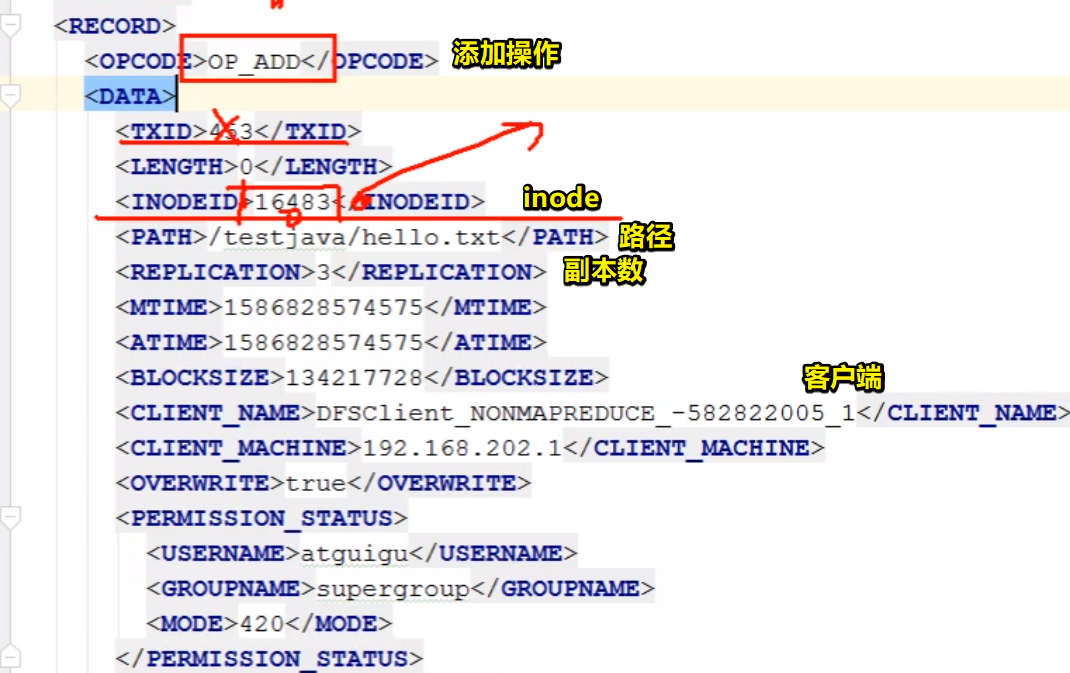 <RECORD>
<OPCODE>OP_ADD</OPCODE> 添加操作
<DATA>
<TXID>453</TXID>
<LENGTH>0</LENGTH>
<INODEID>16483</INODEID> inode
<PATH>/testjava/hello.txt</PATH> 路径
<REPLICATION>3</REPLICATION> 副本数
<MTIME>1586828574575</MTIME>
<ATIME>1586828574575</ATIME>
<BLOCKSIZE>134217728</BLOCKSIZE>
客户端
<CLIENT_NAME>DFSClient_NONMAPREDUCE_-582822005_1</CLIENT_NAME>
<CLIENT_MACHINE>192.168.202.1</CLIENT_MACHINE>
<OVERWRITE>true</OVERWRITE>
<PERMISSION_STATUS>
<USERNAME>atguigu</USERNAME>
<GROUPNAME>supergroup</GROUPNAME>
<MODE>420</MODE>
</PERMISSION_STATUS>